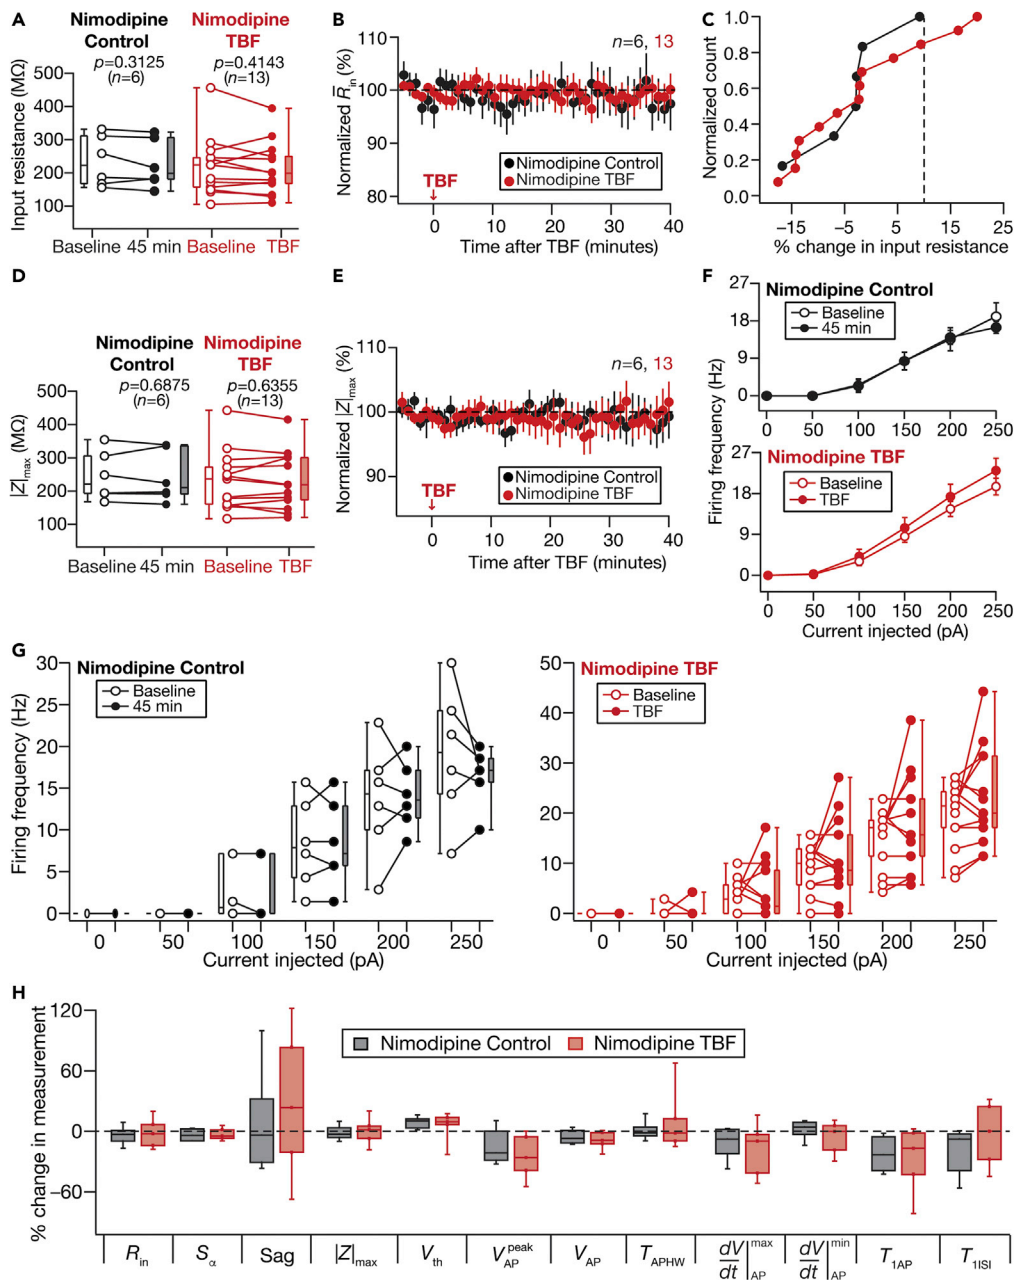 A
Nimodipine Control
Nimodipine TBF
p=0.3125
(n=6)
p=0.4143
(n=13)
Input resistance (MΩ)
500
400
300
200
100
Baseline 45 min Baseline TBF
B
Normalized R̅in (%)
110
100
90
80
n=6, 13
Nimodipine Control
Nimodipine TBF
TBF
0 10 20 30 40
Time after TBF (minutes)
C
Normalized count
1.0
0.8
0.6
0.4
0.2
0.0
−15 −5 5 15 25
% change in input resistance
D
Nimodipine Control
Nimodipine TBF
p=0.6875
(n=6)
p=0.6355
(n=13)
|Z|max (MΩ)
500
400
300
200
100
Baseline 45 min Baseline TBF
E
Normalized |Z|max (%)
110
100
90
n=6, 13
Nimodipine Control
Nimodipine TBF
TBF
0 10 20 30 40
Time after TBF (minutes)
F
Firing frequency (Hz)
27
18
9
0
Nimodipine Control
Baseline
45 min
0 50 100 150 200 250
27
18
9
0
Nimodipine TBF
Baseline
TBF
0 50 100 150 200 250
Current injected (pA)
G
Nimodipine Control
Baseline
45 min
Firing frequency (Hz)
30
25
20
15
10
5
0
0 50 100 150 200 250
Current injected (pA)
Nimodipine TBF
Baseline
TBF
50
40
30
20
10
0
0 50 100 150 200 250
Current injected (pA)
H
% change in measurement
120
60
0
−60
Nimodipine Control Nimodipine TBF
Rin Sα Sag |Z|max Vth VAP^peak VAP TAPHW dV/dt|AP^max dV/dt|AP^min T1AP T1ISI